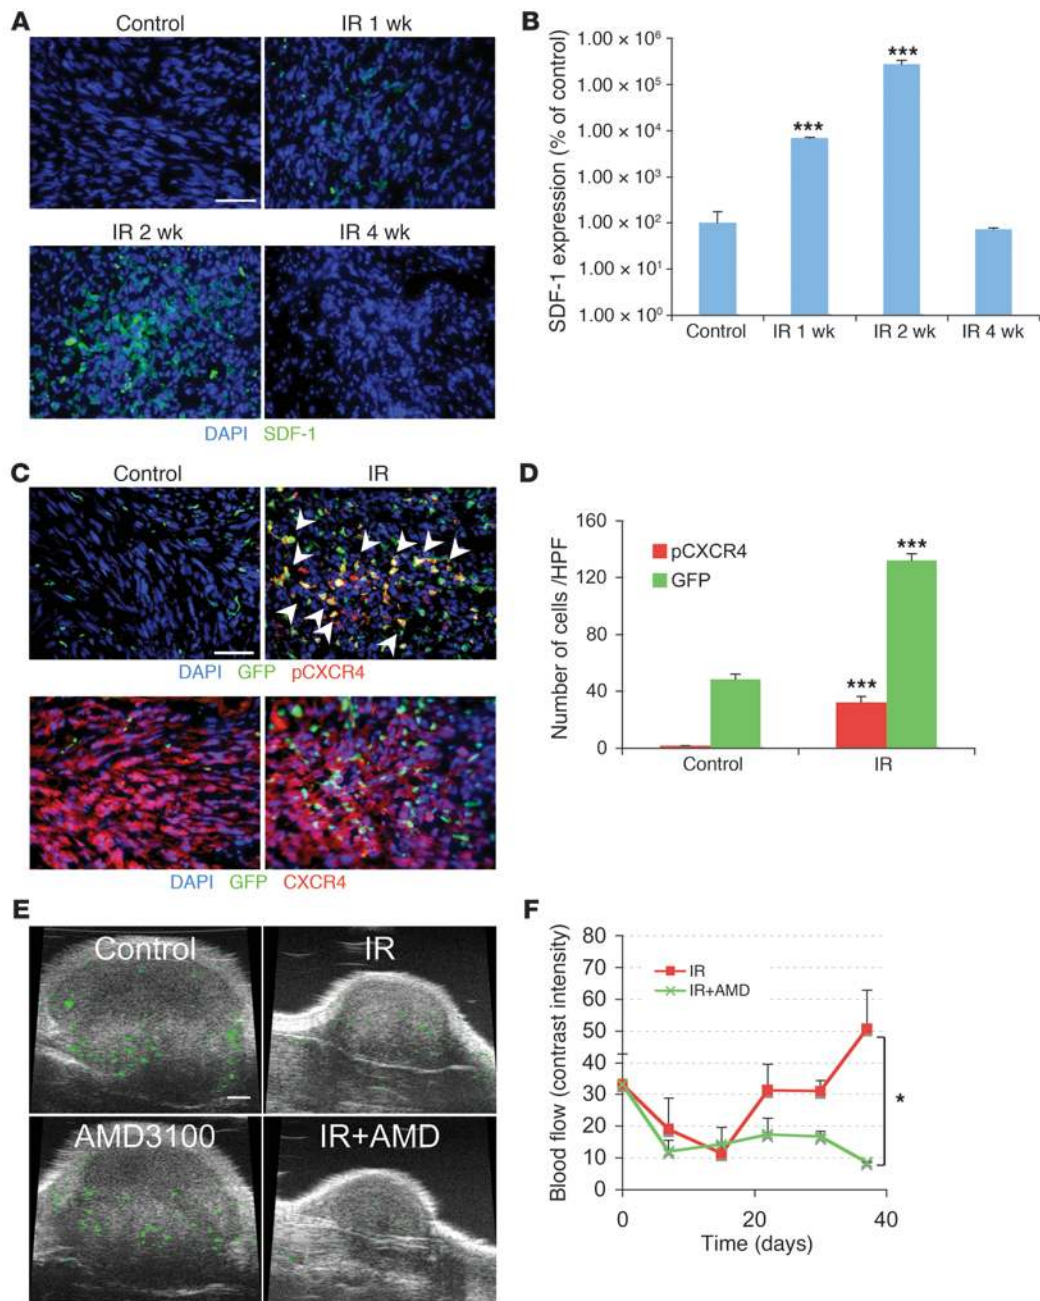 A
Control
IR 1 wk
IR 2 wk
IR 4 wk
DAPI SDF-1
B
SDF-1 expression (% of control)
1.00 × 10⁶
1.00 × 10⁵
1.00 × 10⁴
1.00 × 10³
1.00 × 10²
1.00 × 10¹
1.00 × 10⁰
***
***
Control
IR 1 wk
IR 2 wk
IR 4 wk
C
Control
IR
DAPI GFP pCXCR4
DAPI GFP CXCR4
D
Number of cells /HPF
160
120
80
40
0
pCXCR4
GFP
***
***
Control
IR
E
Control
IR
AMD3100
IR+AMD
F
Blood flow (contrast intensity)
80
70
60
50
40
30
20
10
0
IR
IR+AMD
*
0
20
40
Time (days)